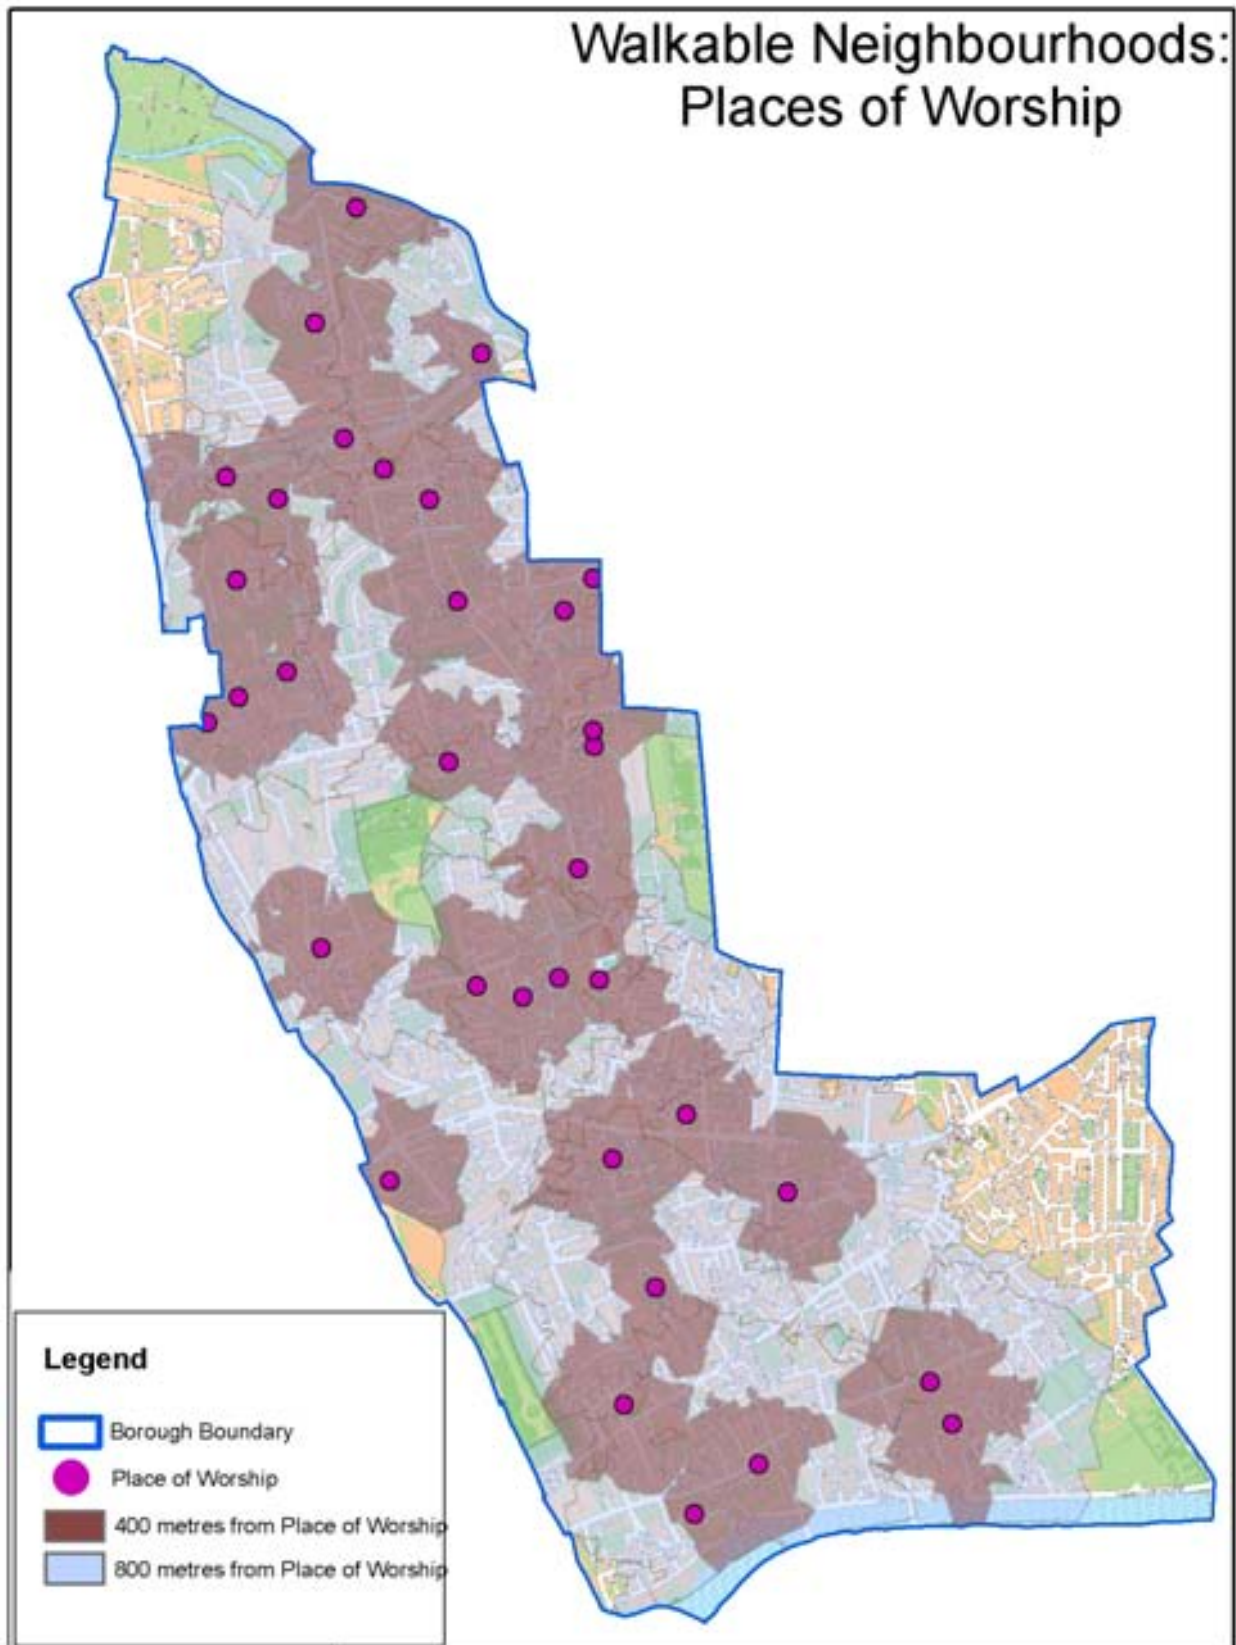 Walkable Neighbourhoods:
Places of Worship
Legend
Borough Boundary
Place of Worship
400 metres from Place of Worship
800 metres from Place of Worship